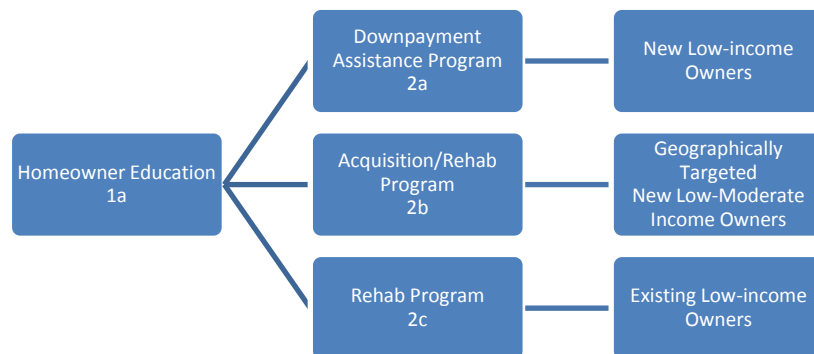 Downpayment
Assistance Program
2a
New Low-income
Owners
Homeowner Education
1a
Acquisition/Rehab
Program
2b
Geographically
Targeted
New Low-Moderate
Income Owners
Rehab Program
2c
Existing Low-income
Owners